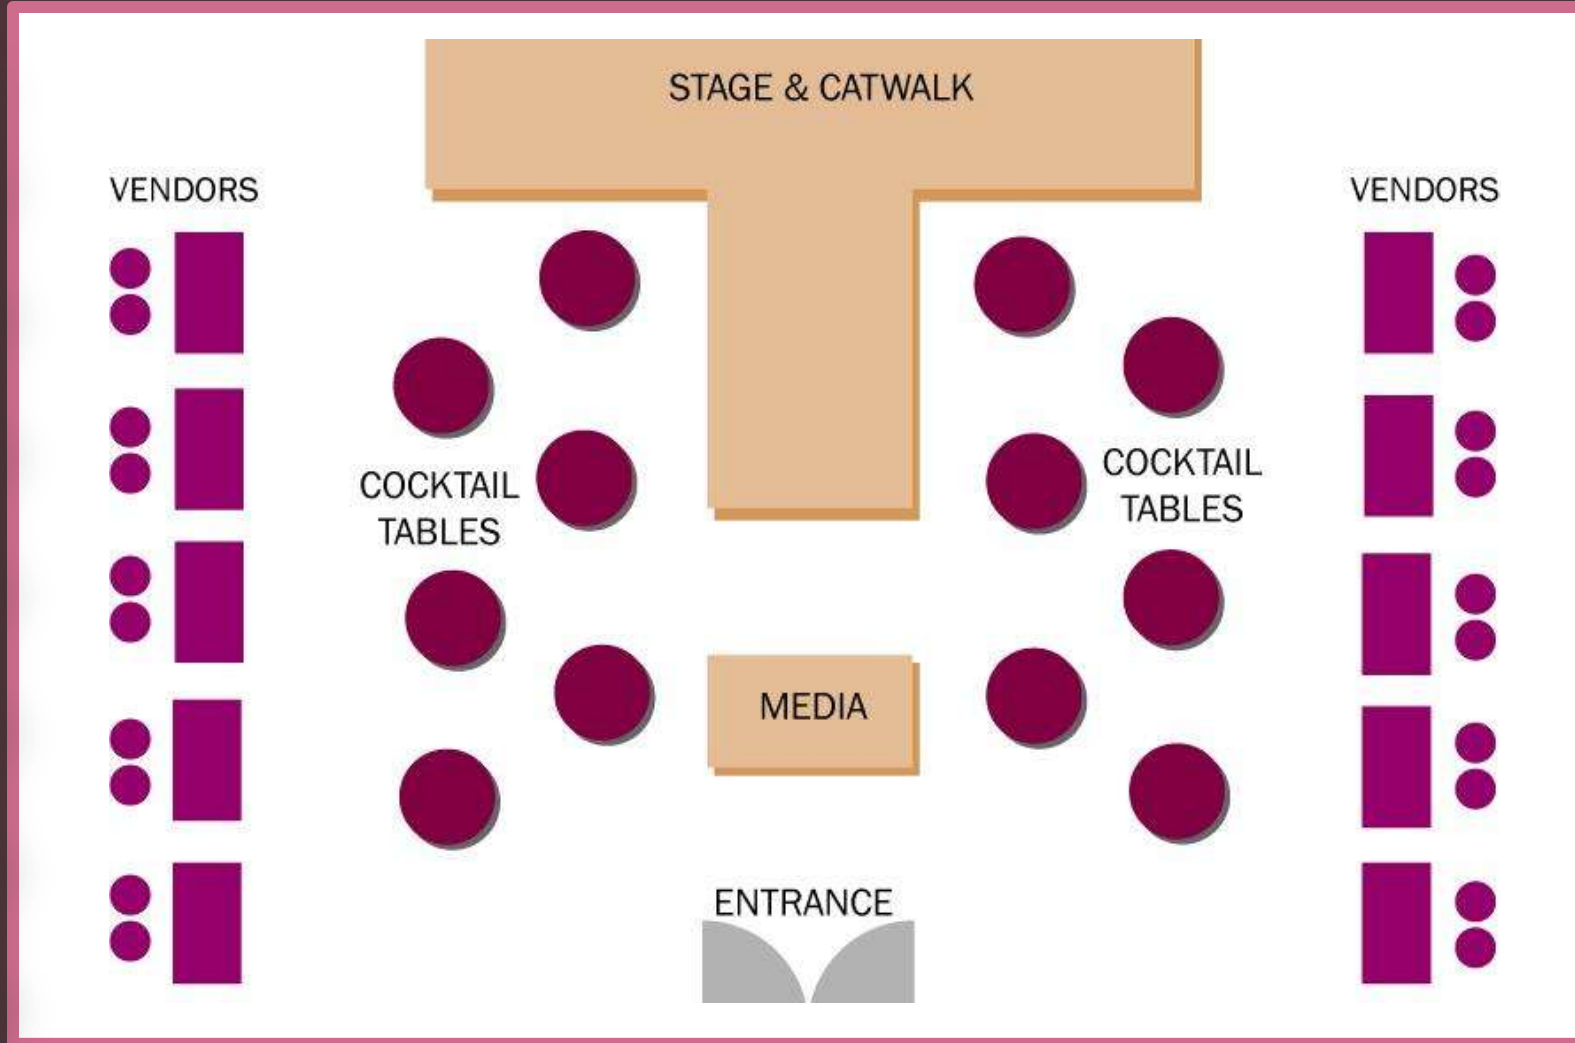 STAGE & CATWALK
VENDORS
VENDORS
COCKTAIL
TABLES
COCKTAIL
TABLES
MEDIA
ENTRANCE